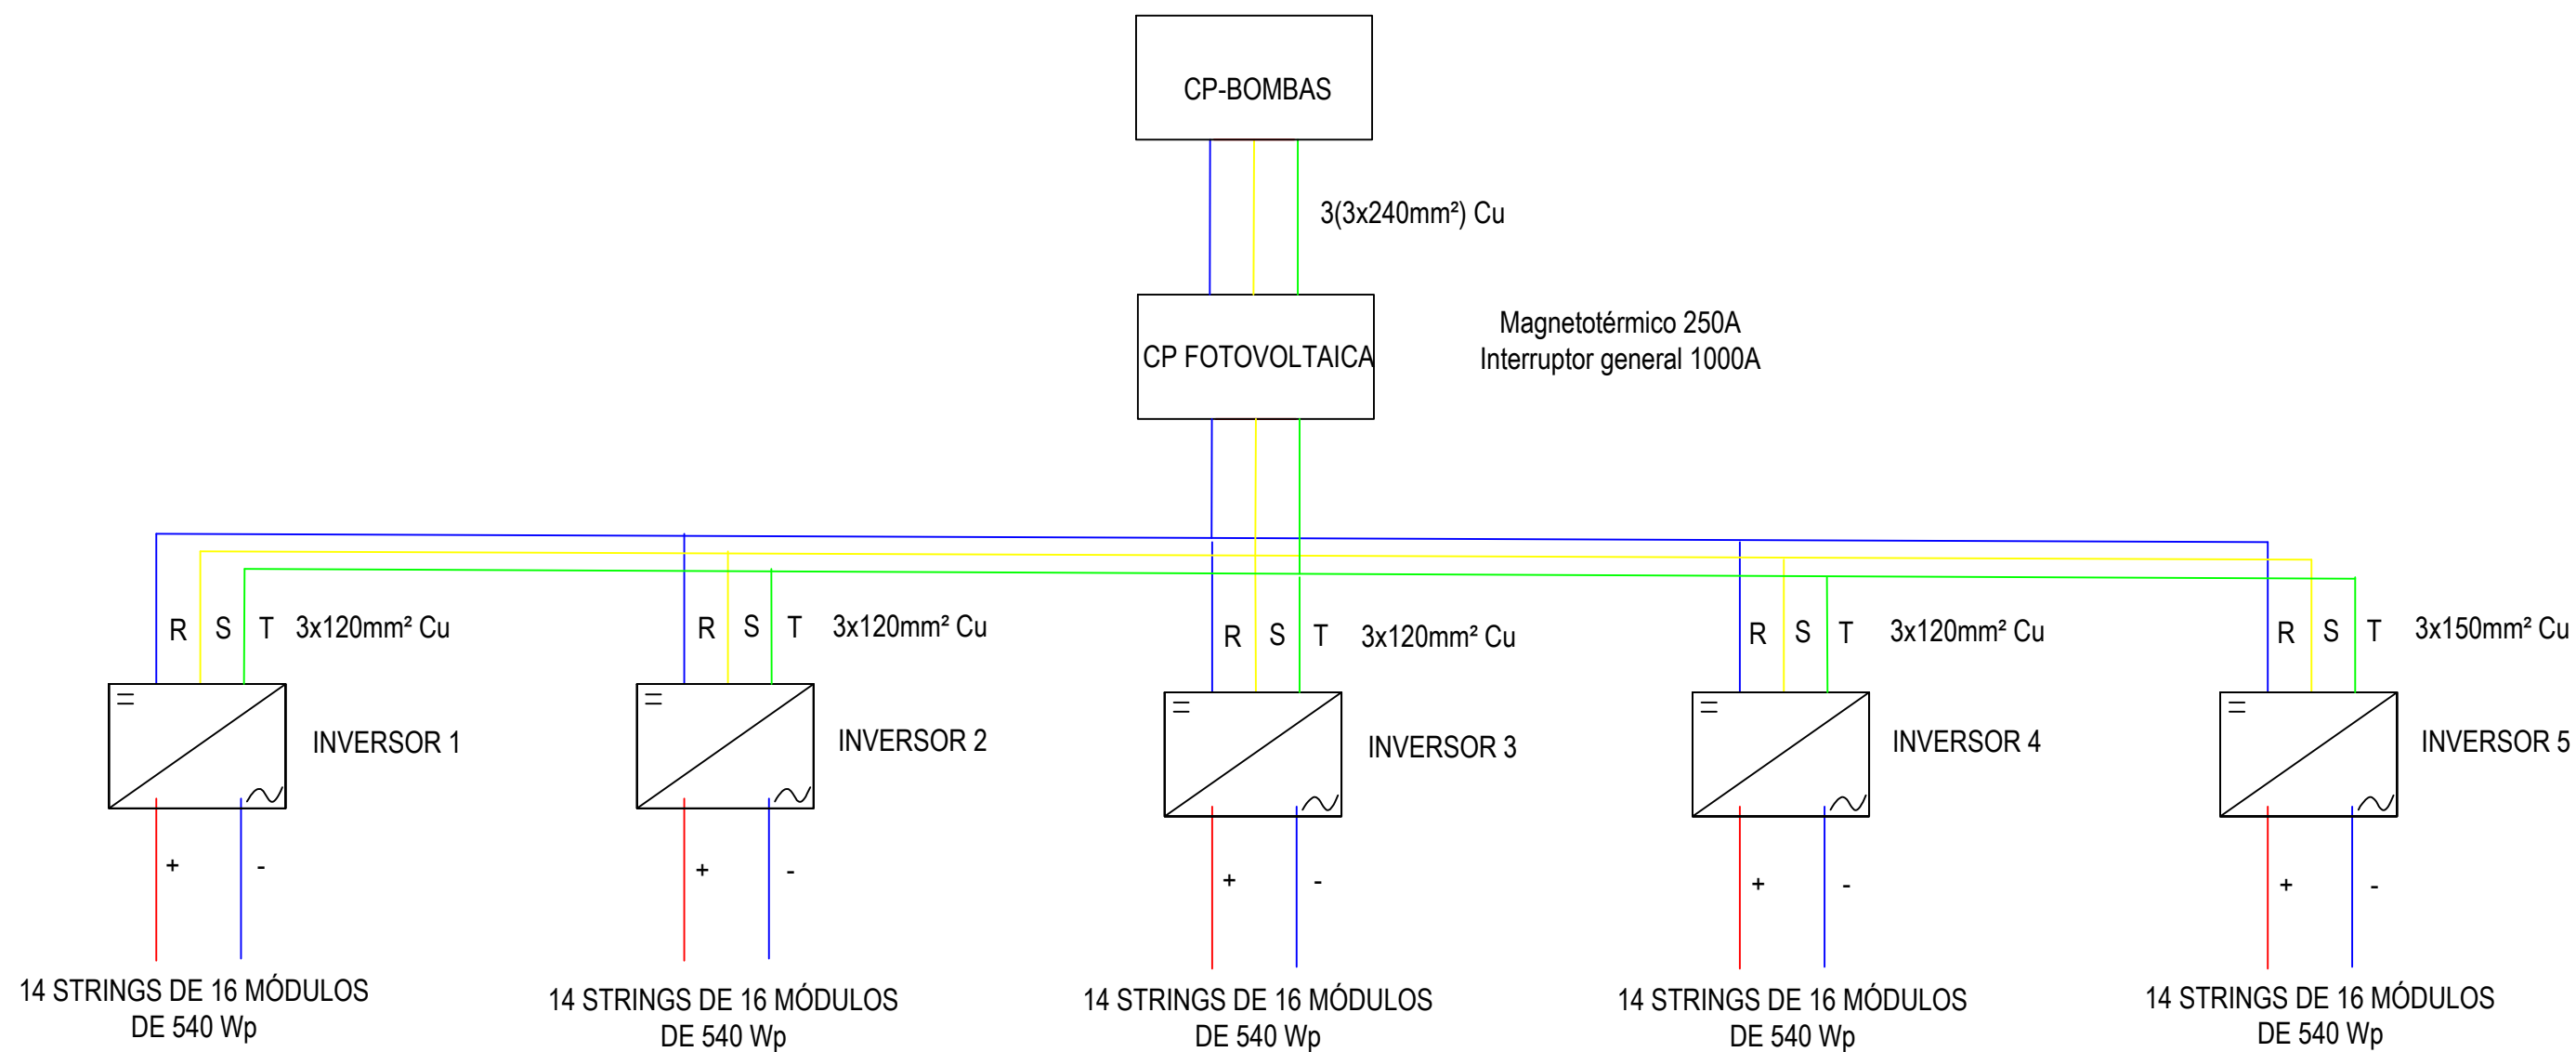 CP-BOMBAS
3(3x240mm²) Cu
CP FOTOVOLTAICA
Magnetotérmico 250A
Interruptor general 1000A
R S T 3x120mm² Cu
R S T 3x120mm² Cu
R S T 3x120mm² Cu
R S T 3x120mm² Cu
R S T 3x150mm² Cu
INVERSOR 1
INVERSOR 2
INVERSOR 3
INVERSOR 4
INVERSOR 5
+ -
+ -
+ -
+ -
+ -
14 STRINGS DE 16 MÓDULOS
DE 540 Wp
14 STRINGS DE 16 MÓDULOS
DE 540 Wp
14 STRINGS DE 16 MÓDULOS
DE 540 Wp
14 STRINGS DE 16 MÓDULOS
DE 540 Wp
14 STRINGS DE 16 MÓDULOS
DE 540 Wp